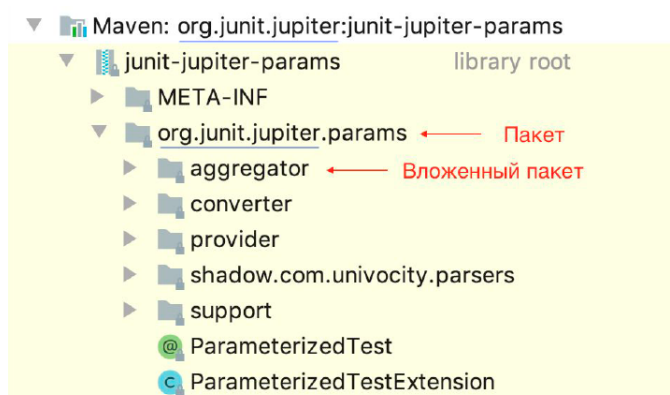 Maven: org.junit.jupiter:junit-jupiter-params
junit-jupiter-params library root
META-INF
org.junit.jupiter.params Пакет
aggregator Вложенный пакет
converter
provider
shadow.com.univocity.parsers
support
@ ParameterizedTest
C ParameterizedTestExtension